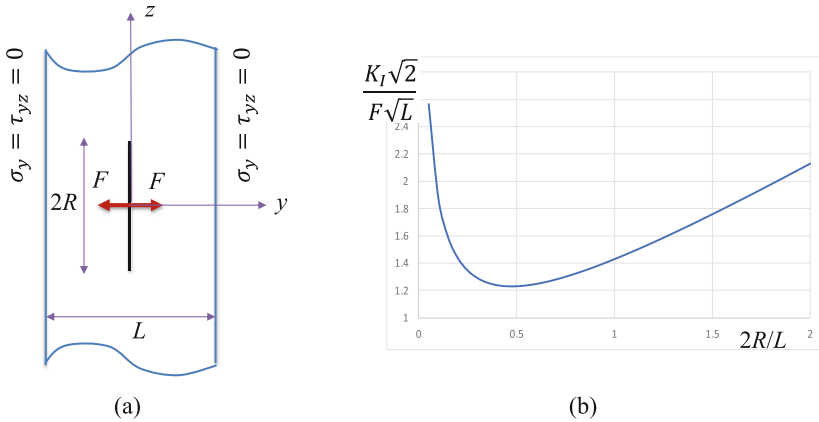 z
σ_y = τ_yz = 0
σ_y = τ_yz = 0
F F
2R
y
L
(a)
K_I√2
F√L
2.4
2.2
2
1.8
1.6
1.4
1.2
1
0 0.5 1 1.5 2R/L 2
(b)